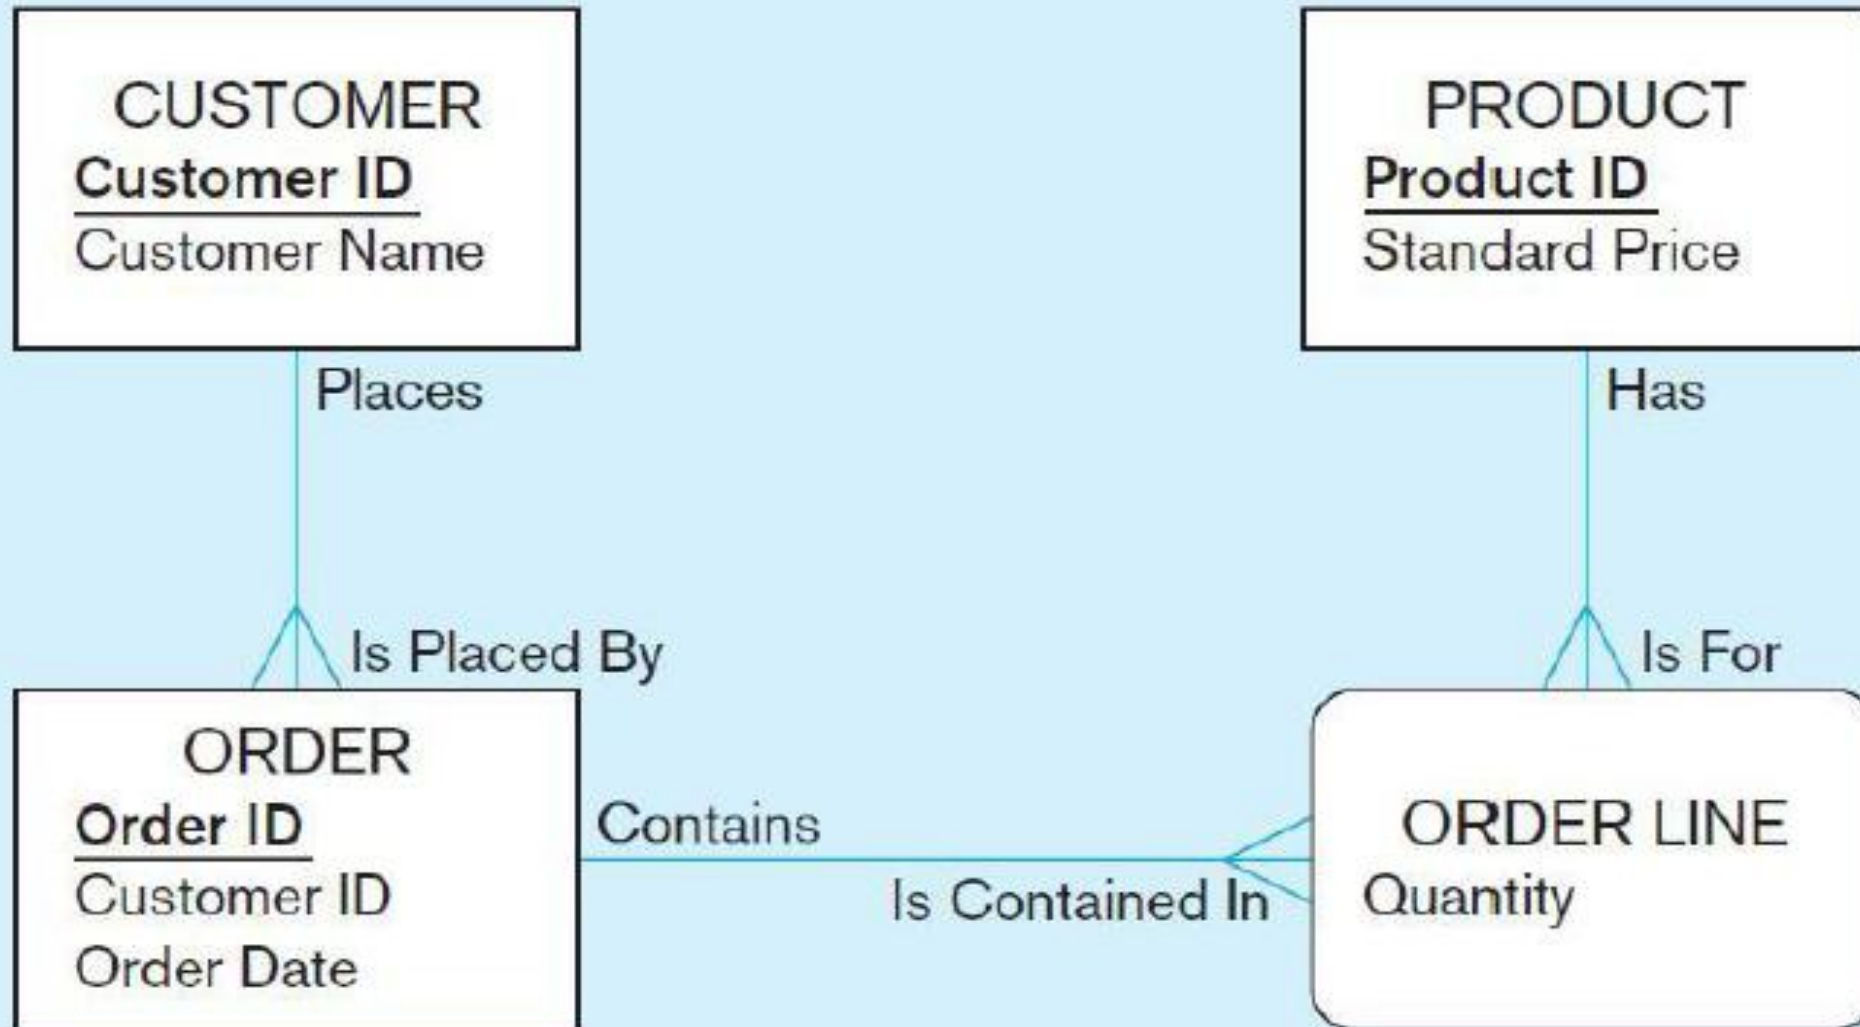 CUSTOMER
Customer ID
Customer Name
PRODUCT
Product ID
Standard Price
Places
Has
Is Placed By
Is For
ORDER
Order ID
Customer ID
Order Date
Contains
Is Contained In
ORDER LINE
Quantity